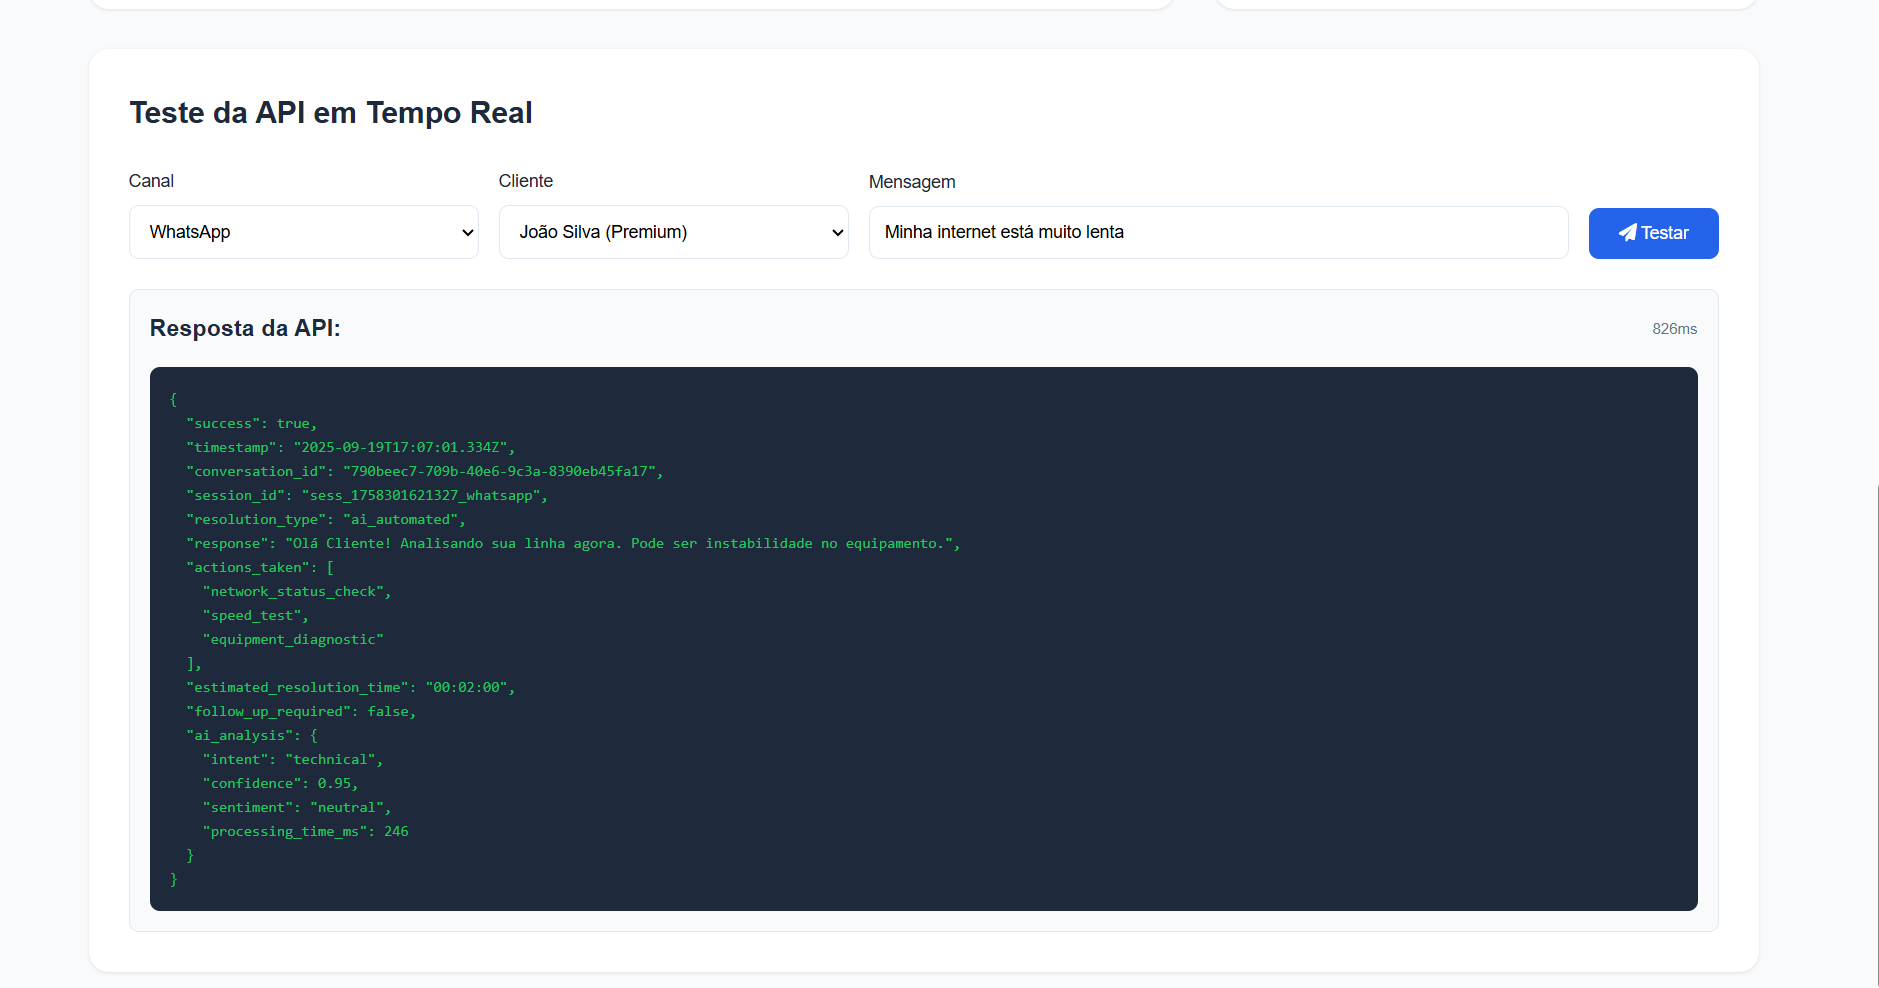 Teste da API em Tempo Real
Canal
Cliente
Mensagem
WhatsApp
João Silva (Premium)
Minha internet está muito lenta
Testar
Resposta da API:
826ms
{
"success": true,
"timestamp": "2025-09-19T17:07:01.334Z",
"conversation_id": "790beec7-709b-40e6-9c3a-8390eb45fa17",
"session_id": "sess_1758301621327_whatsapp",
"resolution_type": "ai_automated",
"response": "Olá Cliente! Analisando sua linha agora. Pode ser instabilidade no equipamento.",
"actions_taken": [
"network_status_check",
"speed_test",
"equipment_diagnostic"
],
"estimated_resolution_time": "00:02:00",
"follow_up_required": false,
"ai_analysis": {
"intent": "technical",
"confidence": 0.95,
"sentiment": "neutral",
"processing_time_ms": 246
}
}